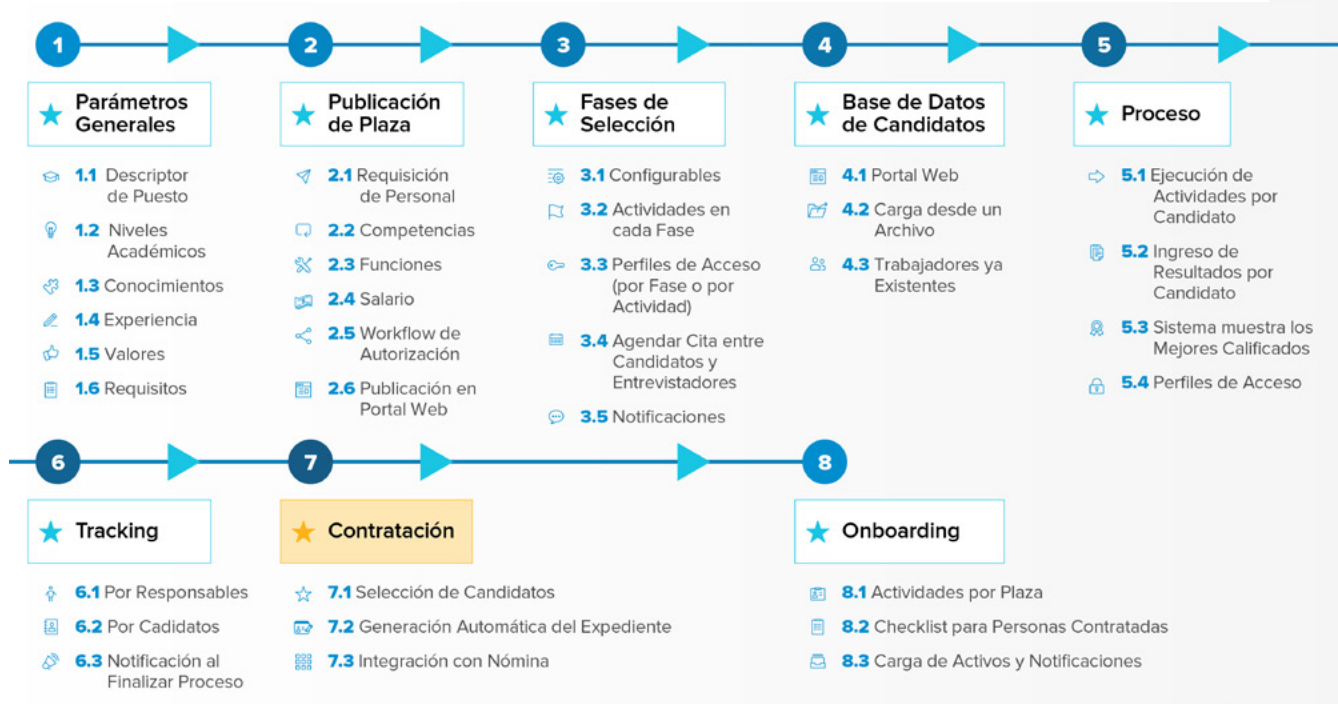 1
2
3
4
5
Parámetros
Generales
1.1 Descriptor
de Puesto
1.2 Niveles
Académicos
1.3 Conocimientos
1.4 Experiencia
1.5 Valores
1.6 Requisitos
Publicación
de Plaza
2.1 Requisición
de Personal
2.2 Competencias
2.3 Funciones
2.4 Salario
2.5 Workflow de
Autorización
2.6 Publicación en
Portal Web
Fases de
Selección
3.1 Configurables
3.2 Actividades en
cada Fase
3.3 Perfiles de Acceso
(por Fase o por
Actividad)
3.4 Agendar Cita entre
Candidatos y
Entrevistadores
3.5 Notificaciones
Base de Datos
de Candidatos
4.1 Portal Web
4.2 Carga desde un
Archivo
4.3 Trabajadores ya
Existentes
Proceso
5.1 Ejecución de
Actividades por
Candidato
5.2 Ingreso de
Resultados por
Candidato
5.3 Sistema muestra los
Mejores Calificados
5.4 Perfiles de Acceso
6
7
8
Tracking
6.1 Por Responsables
6.2 Por Cadidatos
6.3 Notificación al
Finalizar Proceso
Contratación
7.1 Selección de Candidatos
7.2 Generación Automática del Expediente
7.3 Integración con Nómina
Onboarding
8.1 Actividades por Plaza
8.2 Checklist para Personas Contratadas
8.3 Carga de Activos y Notificaciones